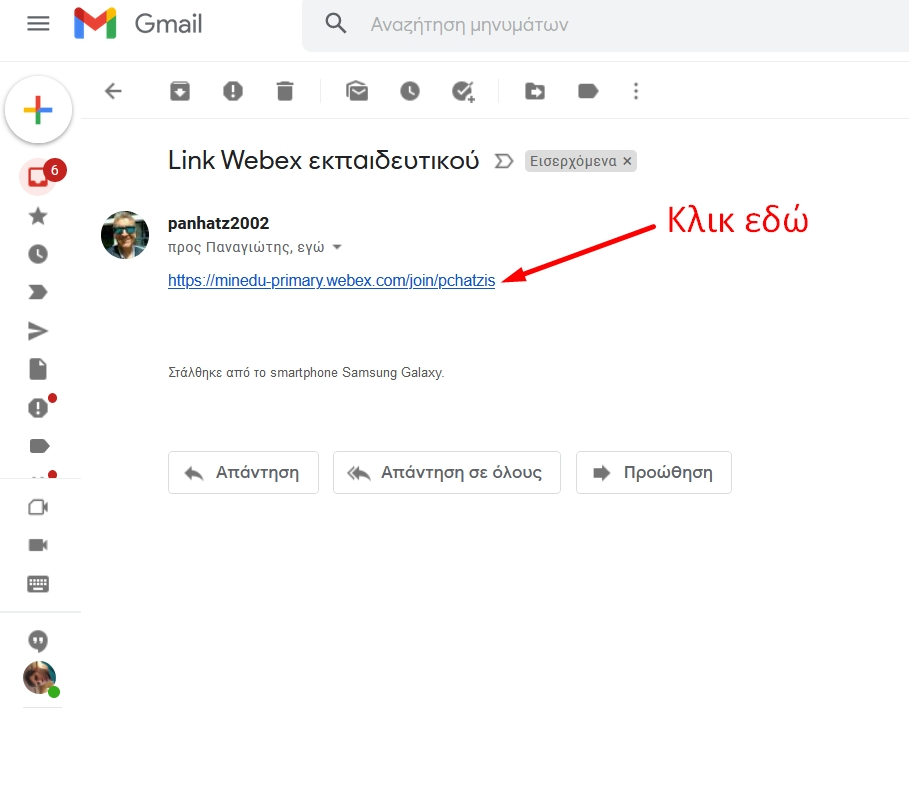 Gmail
Αναζήτηση μηνυμάτων
Link Webex εκπαιδευτικού
Εισερχόμενα ×
6
panhatz2002
Κλικ εδώ
προς Παναγιώτης, εγώ
https://minedu-primary.webex.com/join/pchatzis
Στάλθηκε από το smartphone Samsung Galaxy.
Απάντηση
Απάντηση σε όλους
Προώθηση